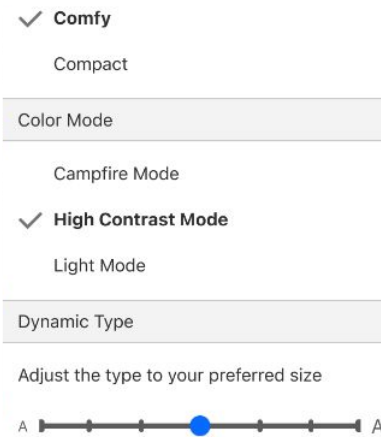 Comfy
Compact
Color Mode
Campfire Mode
High Contrast Mode
Light Mode
Dynamic Type
Adjust the type to your preferred size
A A